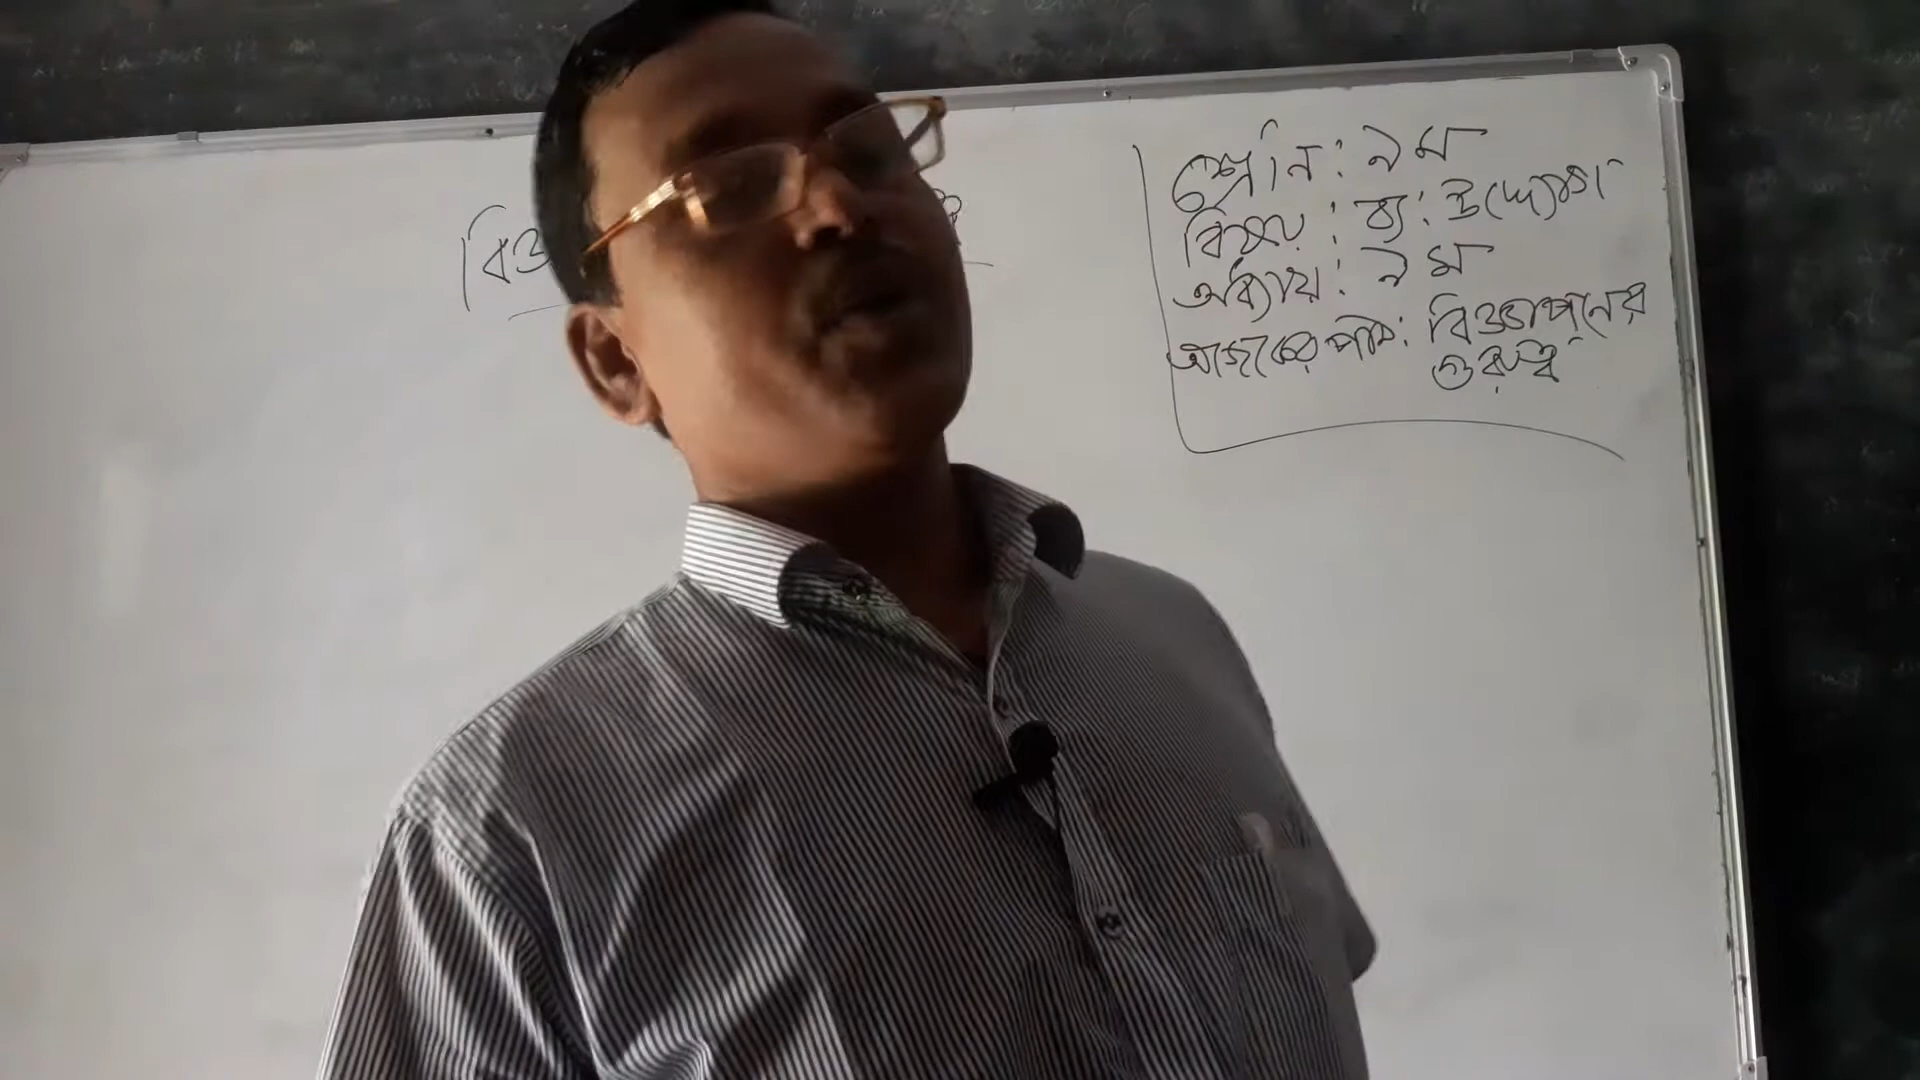 শ্রেনি: ৯ম
বিষয়: ব্য: উদ্যোগ
অধ্যায়: ৯ম
আজকের পাঠ: বিজ্ঞাপনের
গুরুত্ব